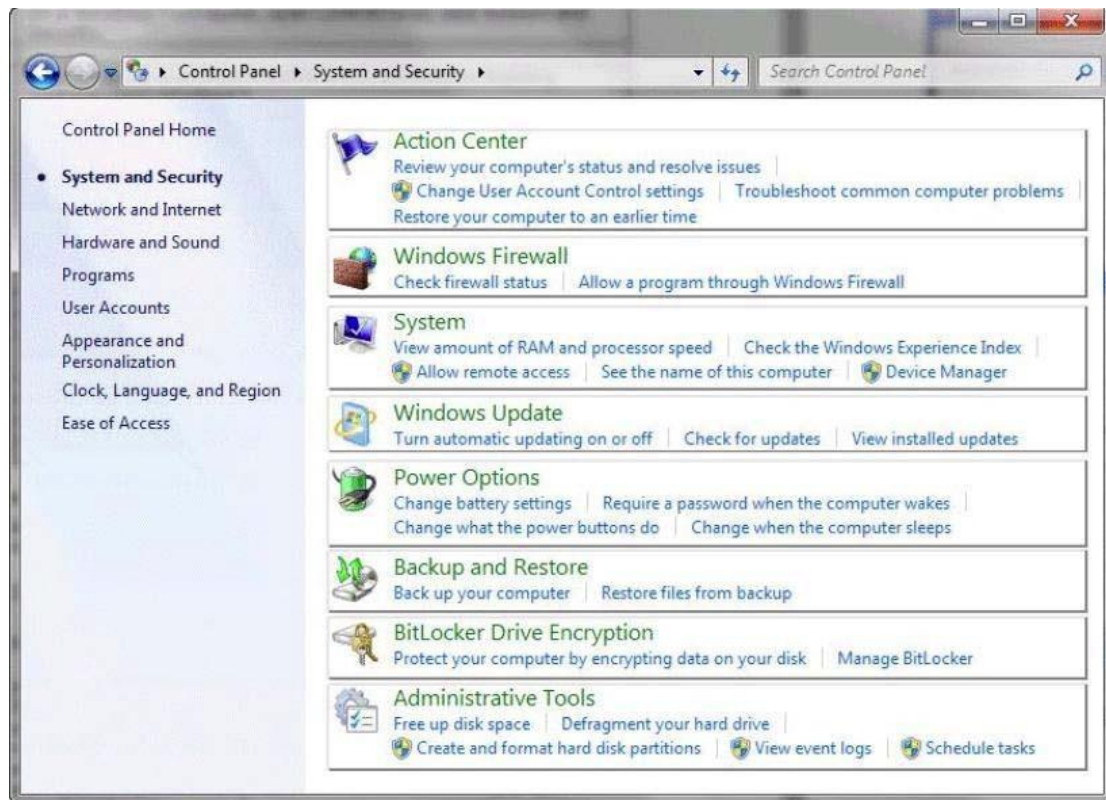 Control Panel System and Security
Search Control Panel
Control Panel Home
System and Security
Network and Internet
Hardware and Sound
Programs
User Accounts
Appearance and
Personalization
Clock, Language, and Region
Ease of Access
Action Center
Review your computer's status and resolve issues
Change User Account Control settings Troubleshoot common computer problems
Restore your computer to an earlier time
Windows Firewall
Check firewall status Allow a program through Windows Firewall
System
View amount of RAM and processor speed Check the Windows Experience Index
Allow remote access See the name of this computer Device Manager
Windows Update
Turn automatic updating on or off Check for updates View installed updates
Power Options
Change battery settings Require a password when the computer wakes
Change what the power buttons do Change when the computer sleeps
Backup and Restore
Back up your computer Restore files from backup
BitLocker Drive Encryption
Protect your computer by encrypting data on your disk Manage BitLocker
Administrative Tools
Free up disk space Defragment your hard drive
Create and format hard disk partitions View event logs Schedule tasks